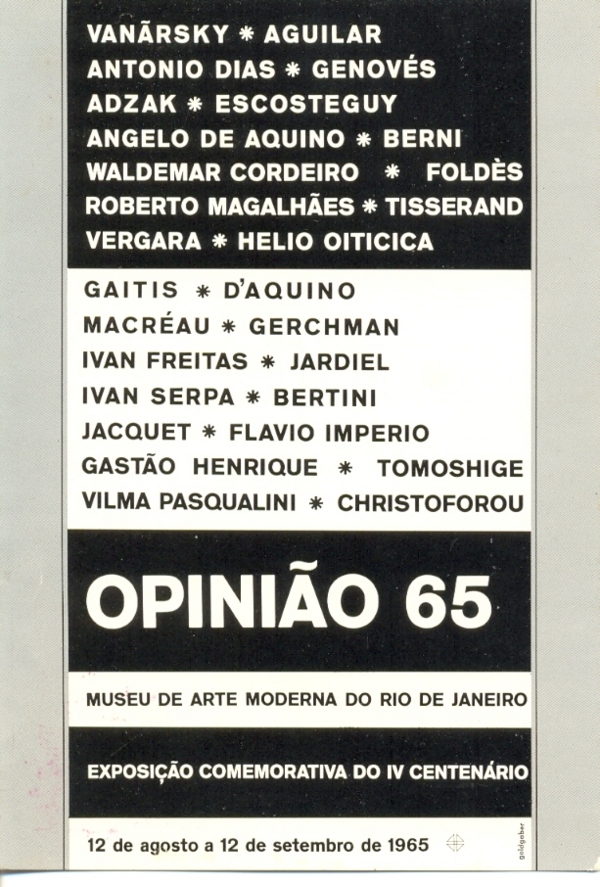 VANÃRSKY * AGUILAR
ANTONIO DIAS * GENOVÉS
ADZAK * ESCOSTEGUY
ANGELO DE AQUINO * BERNI
WALDEMAR CORDEIRO * FOLDÈS
ROBERTO MAGALHÃES * TISSERAND
VERGARA * HELIO OITICICA
GAITIS * D'AQUINO
MACRÉAU * GERCHMAN
IVAN FREITAS * JARDIEL
IVAN SERPA * BERTINI
JACQUET * FLAVIO IMPERIO
GASTÃO HENRIQUE * TOMOSHIGE
VILMA PASQUALINI * CHRISTOFOROU
OPINIÃO 65
MUSEU DE ARTE MODERNA DO RIO DE JANEIRO
EXPOSIÇÃO COMEMORATIVA DO IV CENTENÁRIO
12 de agosto a 12 de setembro de 1965
goldgaber